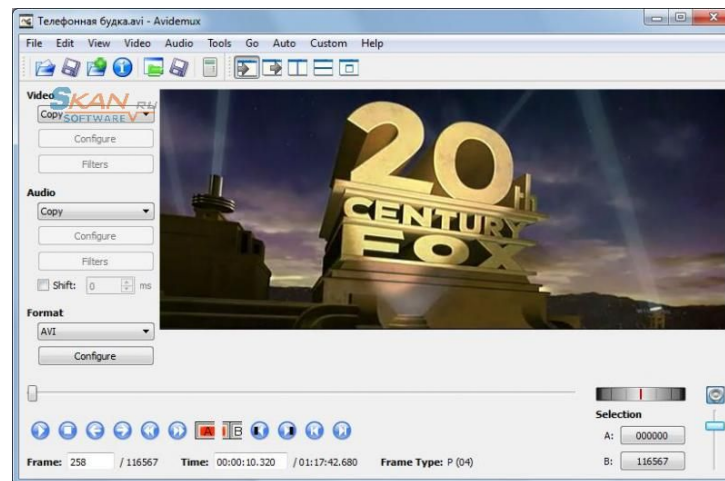 Телефонная будка.avi - Avidemux
File Edit View Video Audio Tools Go Auto Custom Help
Video
SKAN RU
SOFTWARE V
Copy
Configure
Filters
Audio
Copy
Configure
Filters
Shift: 0 ms
Format
AVI
Configure
20th
CENTURY
FOX
A B
Selection
A: 000000
B: 116567
Frame: 258 / 116567 Time: 00:00:10.320 / 01:17:42.680 Frame Type: P (04)